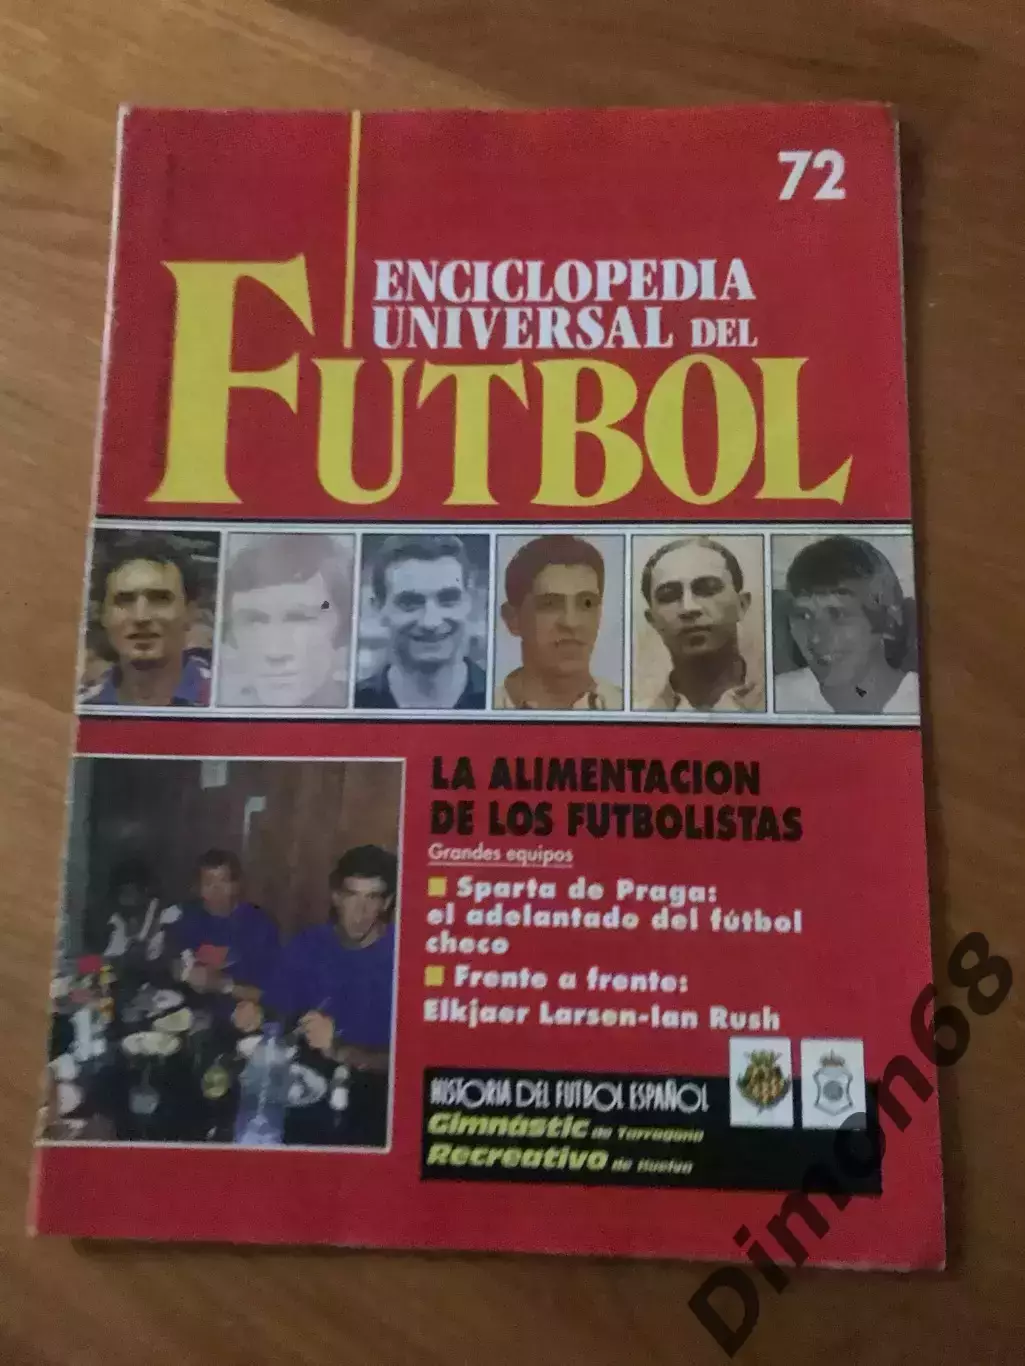 72
ENCICLOPEDIA
UNIVERSAL DEL
FUTBOL
LA ALIMENTACION
DE LOS FUTBOLISTAS
Grandes equipos
Sparta de Praga:
el adelantado del fútbol
checo
Frente a frente:
Elkjaer Larsen-Ian Rush
HISTORIA DEL FUTBOL ESPAÑOL
Gimnástic de Tarragona
Recreativo de Huelva
Dimon68